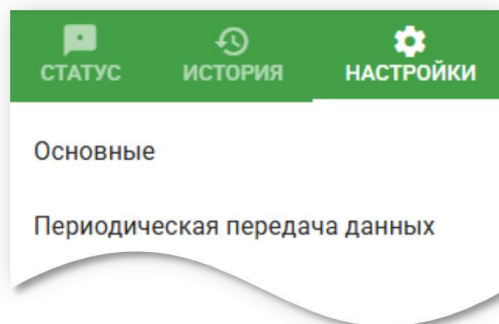 СТАТУС ИСТОРИЯ НАСТРОЙКИ
Основные
Периодическая передача данных